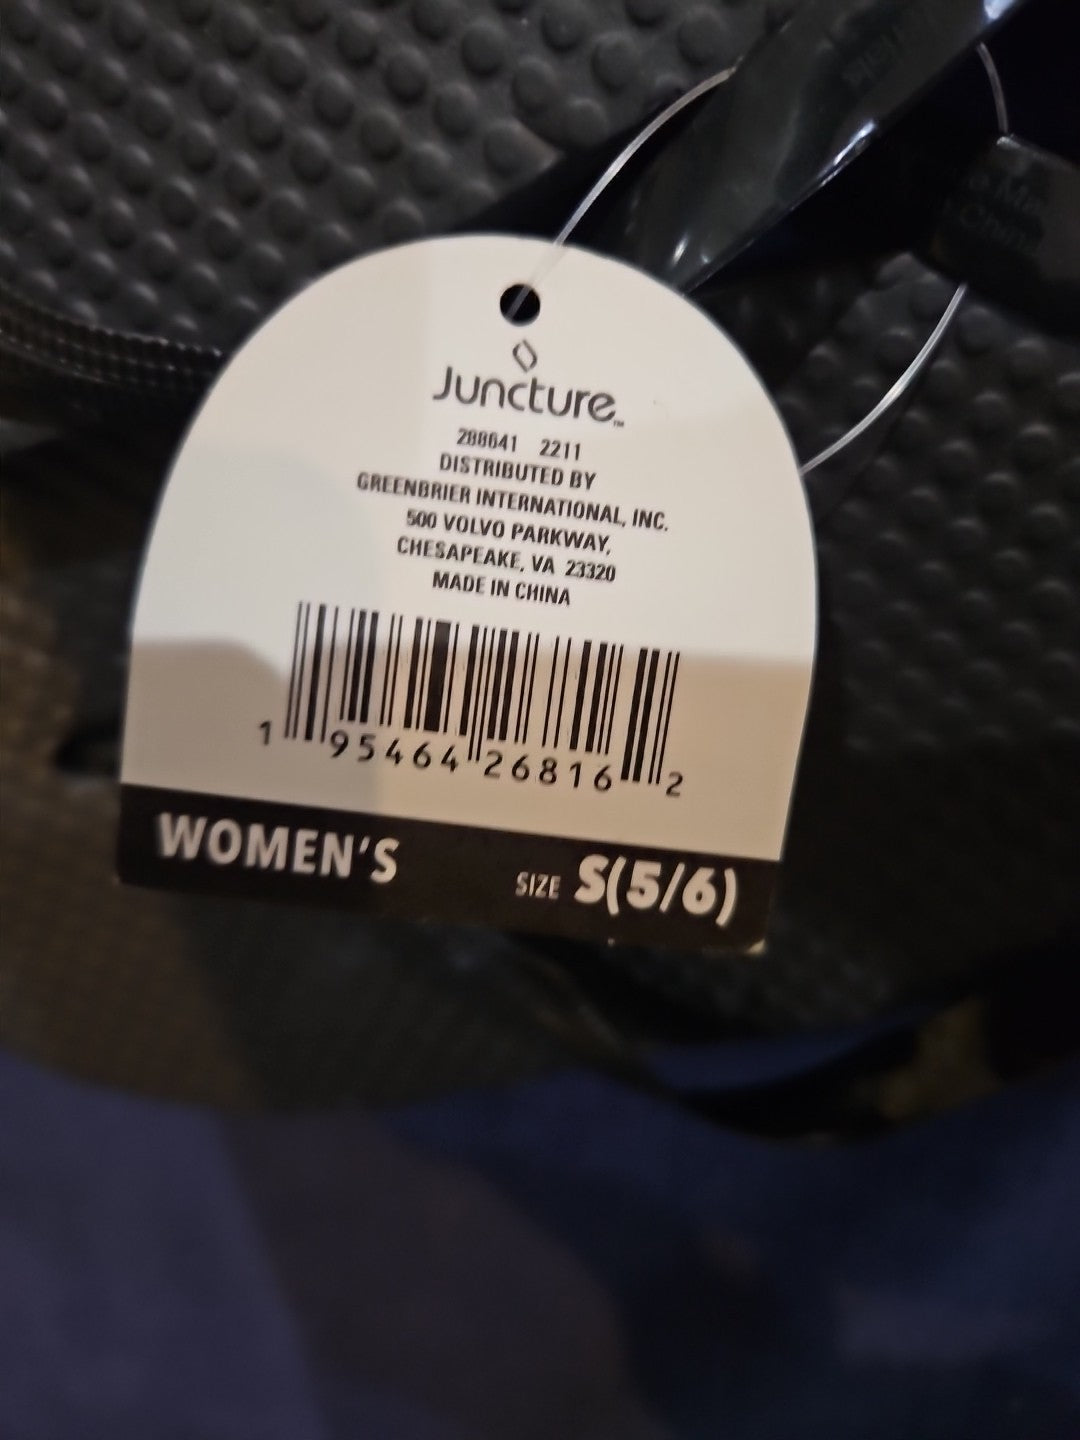 Juncture™
288641 2211
DISTRIBUTED BY
GREENBRIER INTERNATIONAL, INC.
500 VOLVO PARKWAY,
CHESAPEAKE, VA 23320
MADE IN CHINA
1 95464 26816 2
WOMEN'S SIZE S(5/6)